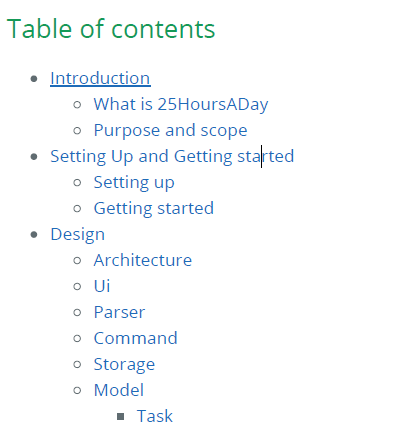 Table of contents
Introduction
What is 25HoursADay
Purpose and scope
Setting Up and Getting started
Setting up
Getting started
Design
Architecture
Ui
Parser
Command
Storage
Model
Task